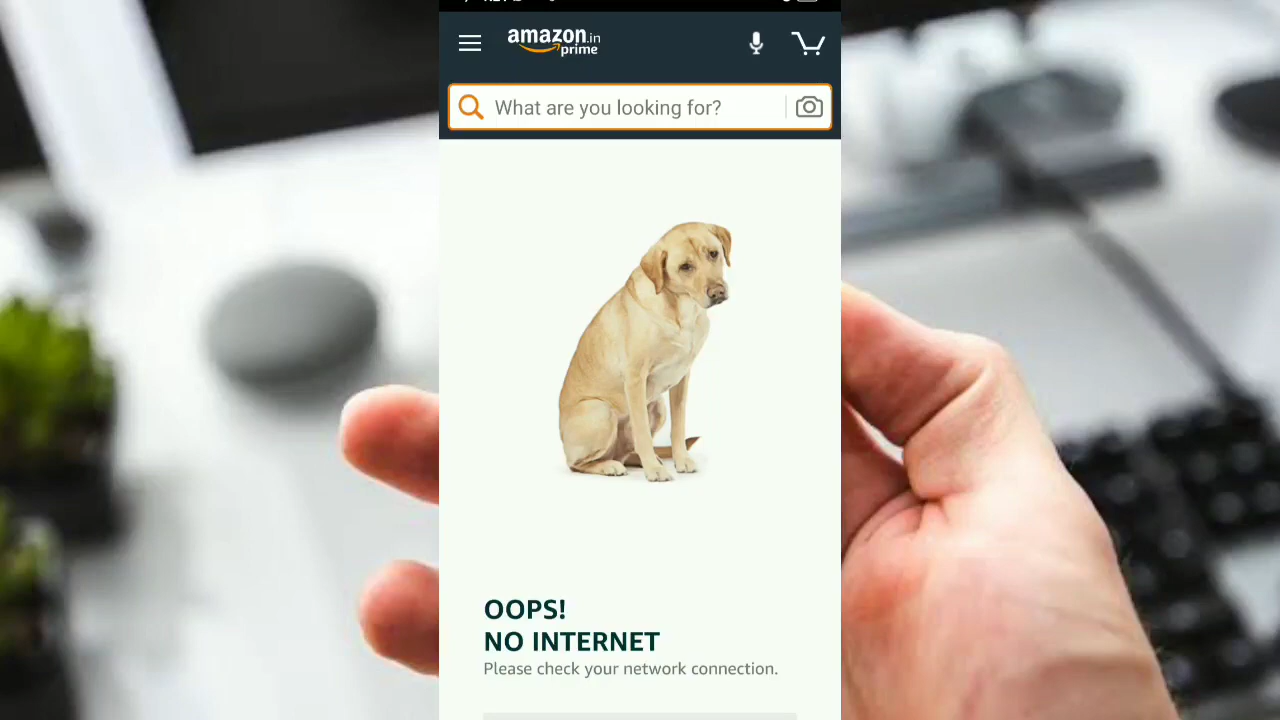 amazon.in
prime
What are you looking for?
OOPS!
NO INTERNET
Please check your network connection.